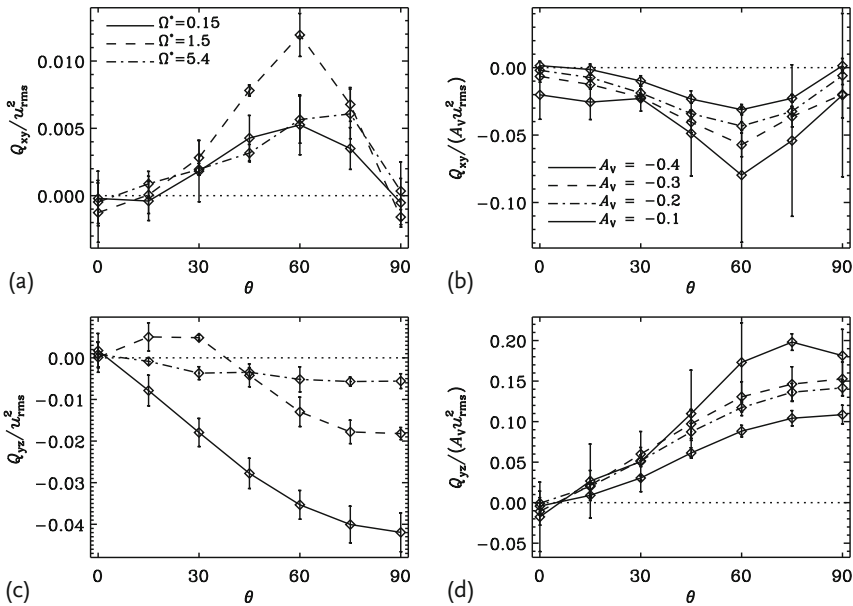 Ω*=0.15
Ω*=1.5
Ω*=5.4
0.010
0.005
0.000
Q_xy/u²_rms
0 30 60 90
θ
(a)
0.00
-0.05
-0.10
Q_xy/(A_V u²_rms)
A_V = -0.4
A_V = -0.3
A_V = -0.2
A_V = -0.1
0 30 60 90
θ
(b)
0.00
-0.01
-0.02
-0.03
-0.04
Q_yz/u²_rms
0 30 60 90
θ
(c)
0.20
0.15
0.10
0.05
0.00
-0.05
Q_yz/(A_V u²_rms)
0 30 60 90
θ
(d)